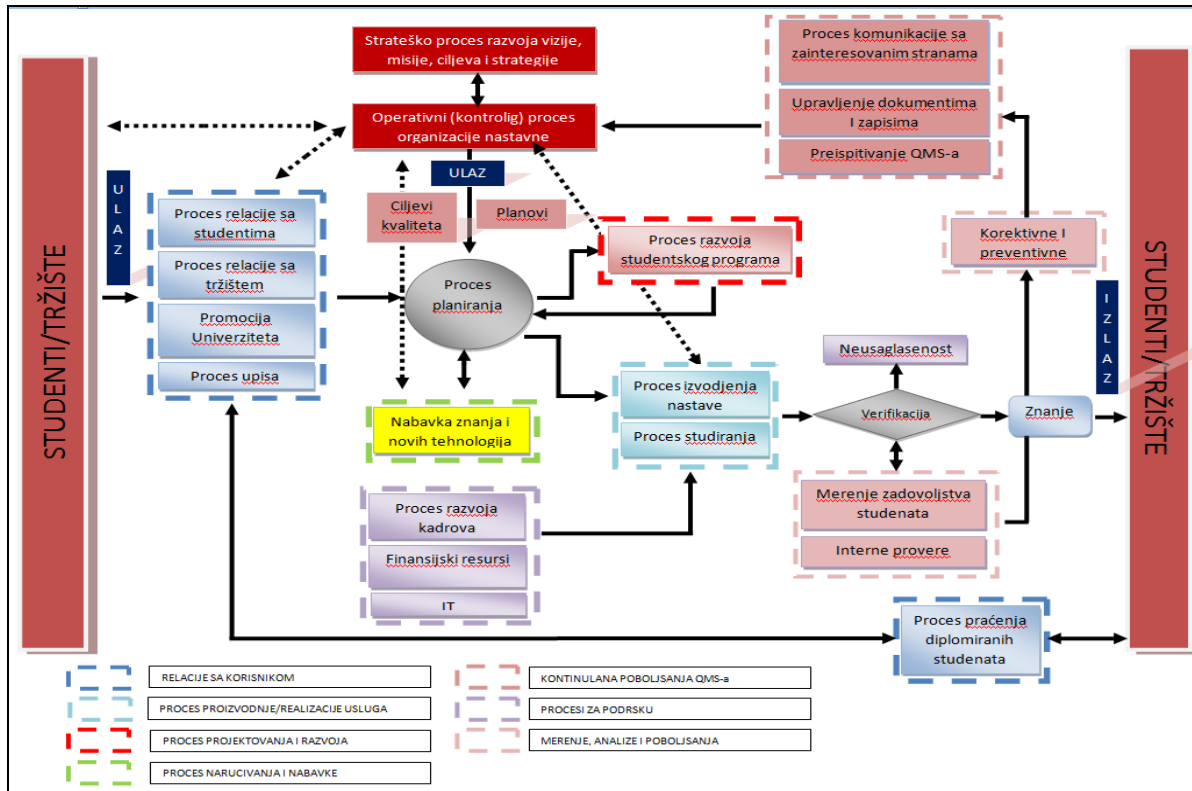 Strateško proces razvoja vizije,
misije, ciljeva i strategije
Operativni (kontrolig) proces
organizacije nastavne
Proces komunikacije sa
zainteresovanim stranama
Upravljenje dokumentima
I zapisima
Preispitivanje QMS-a
STUDENTI/TRŽIŠTE
ULAZ
Proces relacije sa
studentima
Proces relacije sa
tržištem
Promocija
Univerziteta
Proces upisa
ULAZ
Ciljevi
kvaliteta
Planovi
Proces
planiranja
Proces razvoja
studentskog programa
Korektivne I
preventivne
IZLAZ
STUDENTI/TRŽIŠTE
Nabavka znanja i
novih tehnologija
Proces izvodjenja
nastave
Proces studiranja
Neusaglasenost
Verifikacija
Znanje
Proces razvoja
kadrova
Finansijski resursi
IT
Merenje zadovoljstva
studenata
Interne provere
Proces praćenja
diplomiranih
studenata
RELACIJE SA KORISNIKOM
PROCES PROIZVODNJE/REALIZACIJE USLUGA
PROCES PROJEKTOVANJA I RAZVOJA
PROCES NARUCIVANJA I NABAVKE
KONTINULANA POBOLJSANJA QMS-a
PROCESI ZA PODRSKU
MERENJE, ANALIZE I POBOLJSANJA